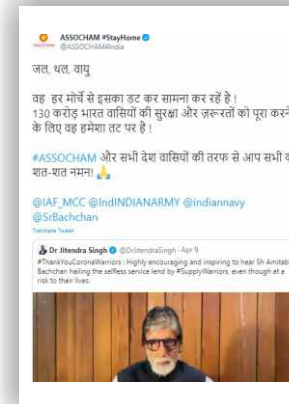 ASSOCHAM #StayHome
@ASSOCHAM4India
जल, थल, वायु
वह हर मोर्चे से इसका डट कर सामना कर रहें है !
130 करोड़ भारत वासियों की सुरक्षा और ज़रूरतों को पूरा करने
के लिए वह हमेशा तट पर है !
#ASSOCHAM और सभी देश वासियों की तरफ से आप सभी क
शत-शत नमन! 🙏
@IAF_MCC @IndINDIANARMY @indiannavy
@SrBachchan
Translate Tweet
Dr Jitendra Singh @DrJitendraSingh · Apr 9
#ThankYouCoronaWarriors : Highly encouraging and inspiring to hear Sh Amitabh
Bachchan hailing the selfless service lend by #SupplyWarriors, even though at a
risk to their lives.